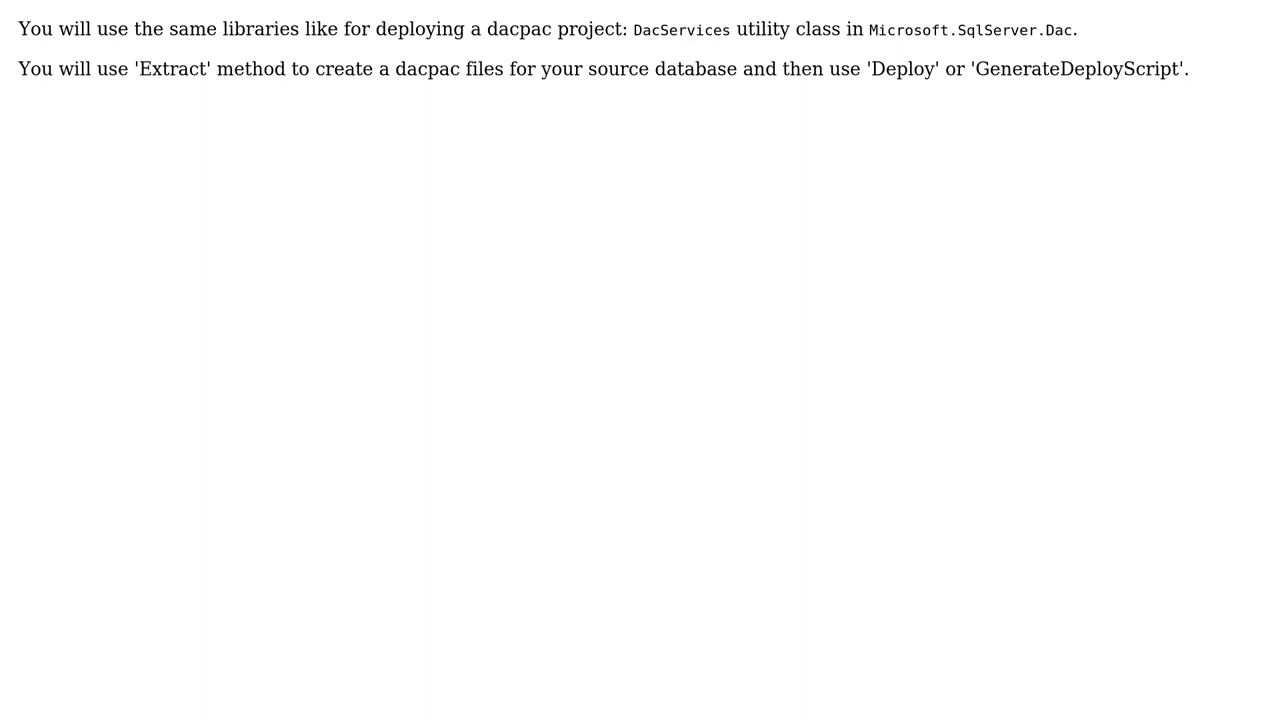 You will use the same libraries like for deploying a dacpac project: DacServices utility class in Microsoft.SqlServer.Dac.
You will use 'Extract' method to create a dacpac files for your source database and then use 'Deploy' or 'GenerateDeployScript'.